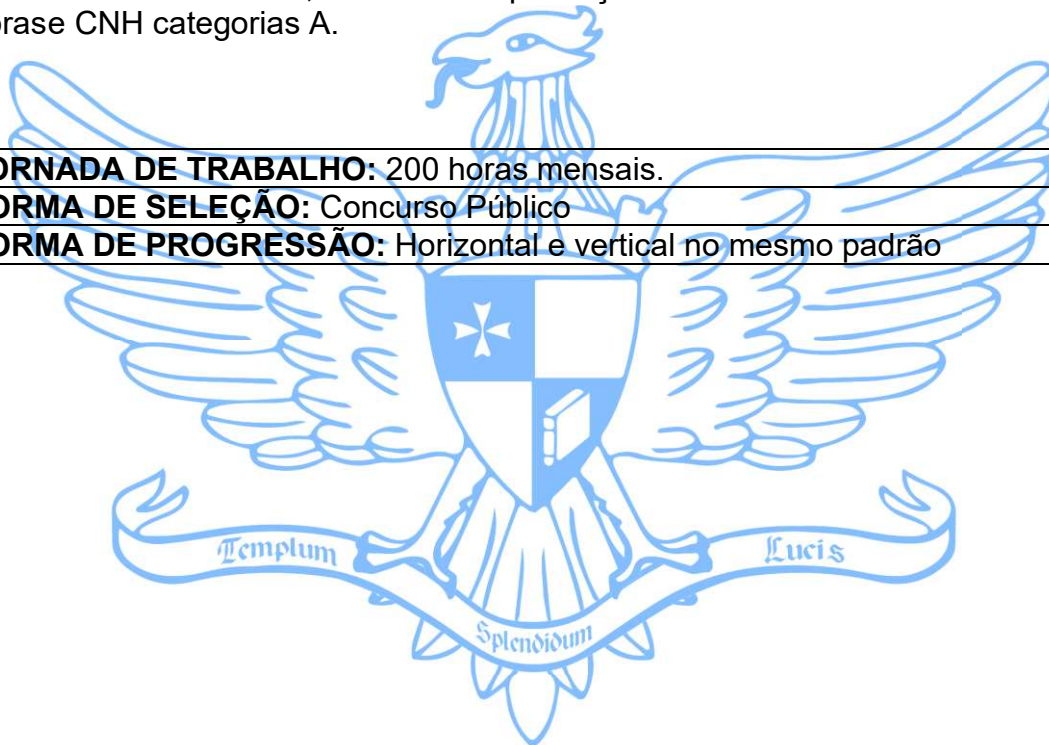 prase CNH categorias A.
ORNADA DE TRABALHO: 200 horas mensais.
ORMA DE SELEÇÃO: Concurso Público
ORMA DE PROGRESSÃO: Horizontal e vertical no mesmo padrão
Templum
Lucis
Splendidum